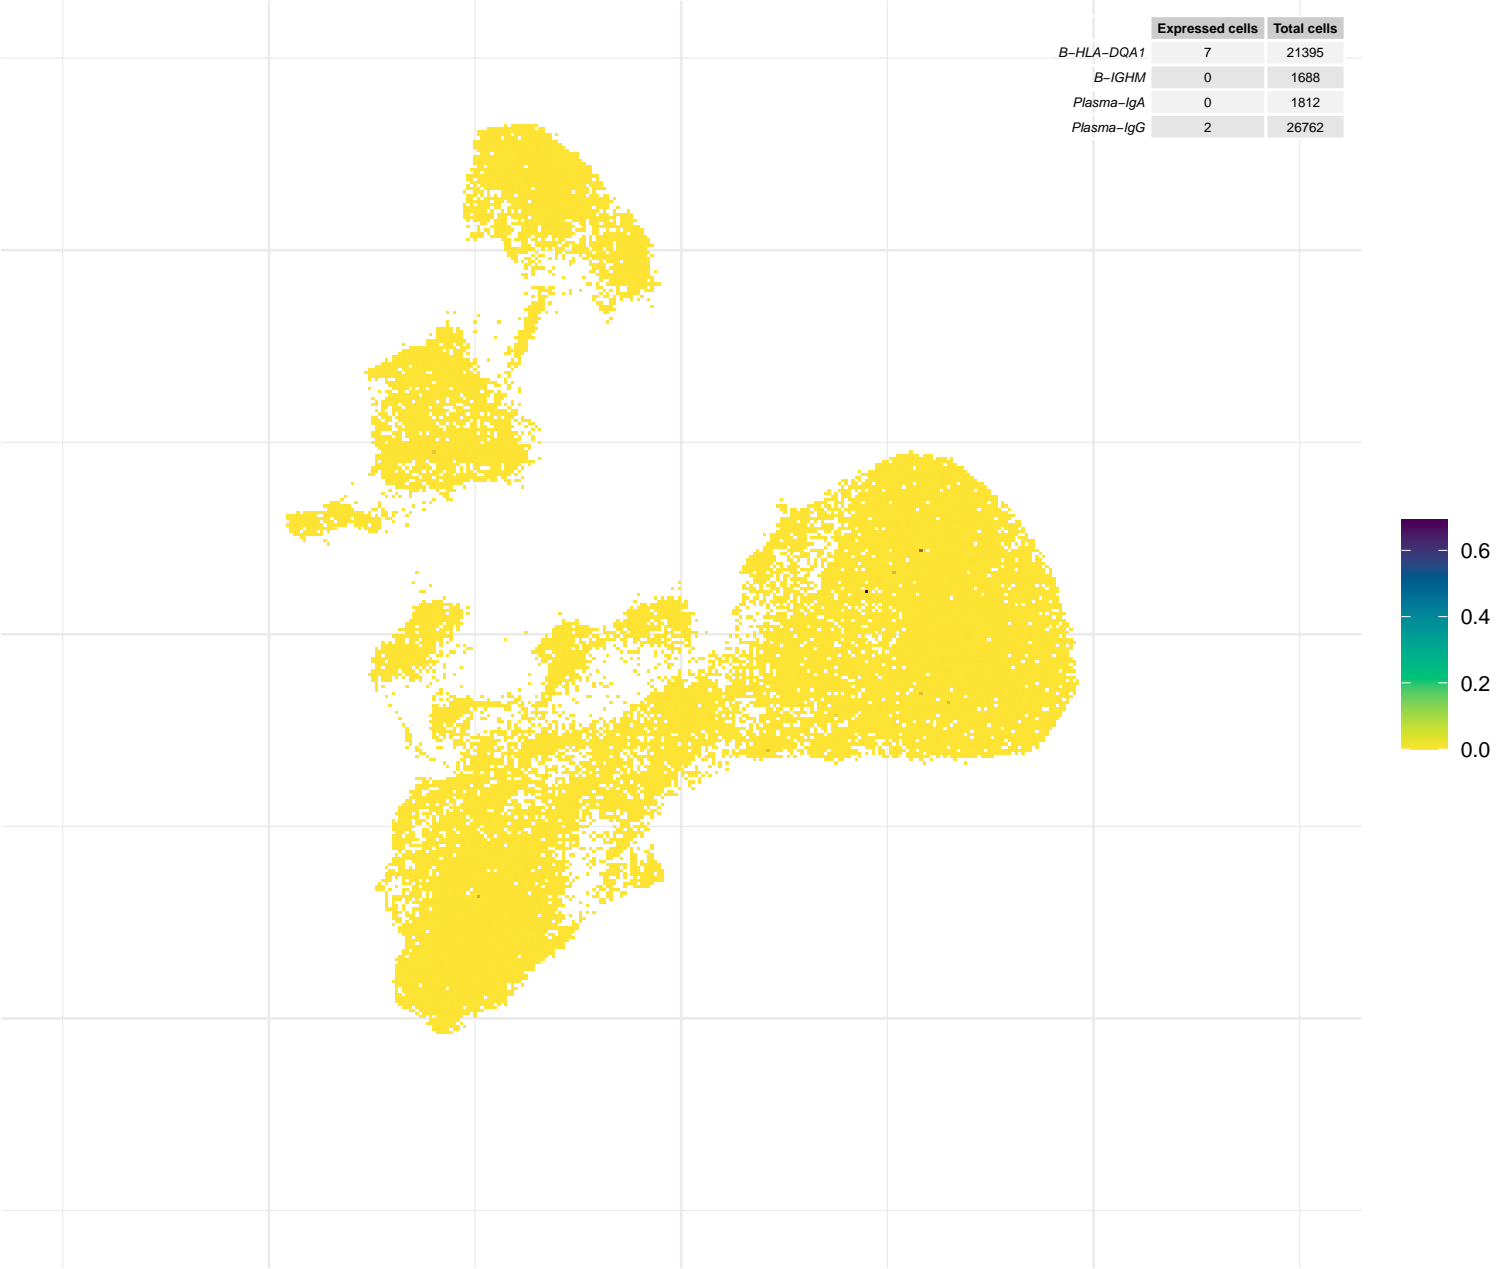 Expressed cells Total cells
B−HLA−DQA1 7 21395
B−IGHM 0 1688
Plasma−IgA 0 1812
Plasma−IgG 2 26762
0.6
0.4
0.2
0.0